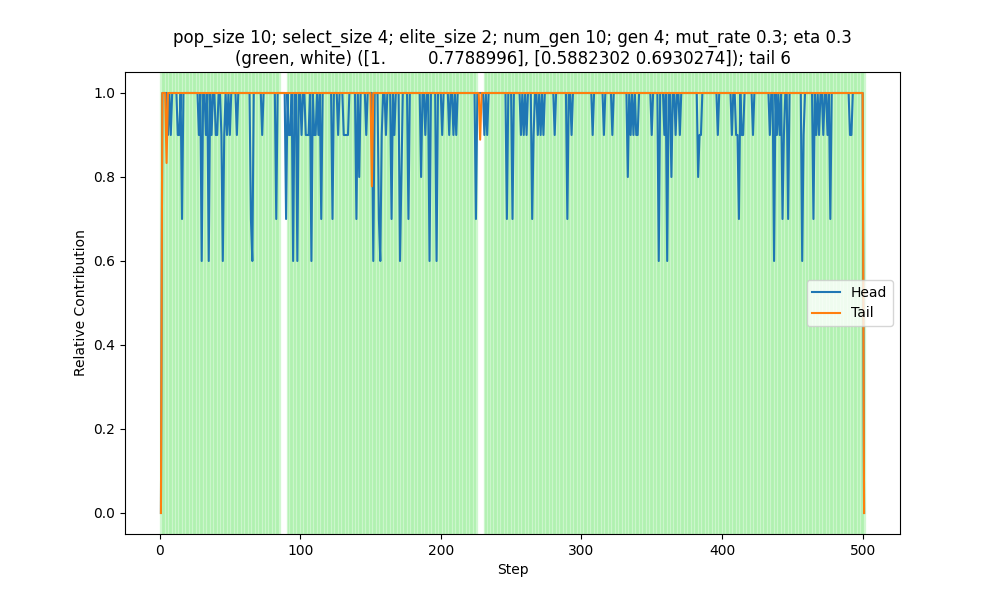 pop_size 10; select_size 4; elite_size 2; num_gen 10; gen 4; mut_rate 0.3; eta 0.3
(green, white) ([1.        0.7788996], [0.5882302 0.6930274]); tail 6
1.0
0.8
0.6
0.4
0.2
0.0
Relative Contribution
Head
Tail
0 100 200 300 400 500
Step